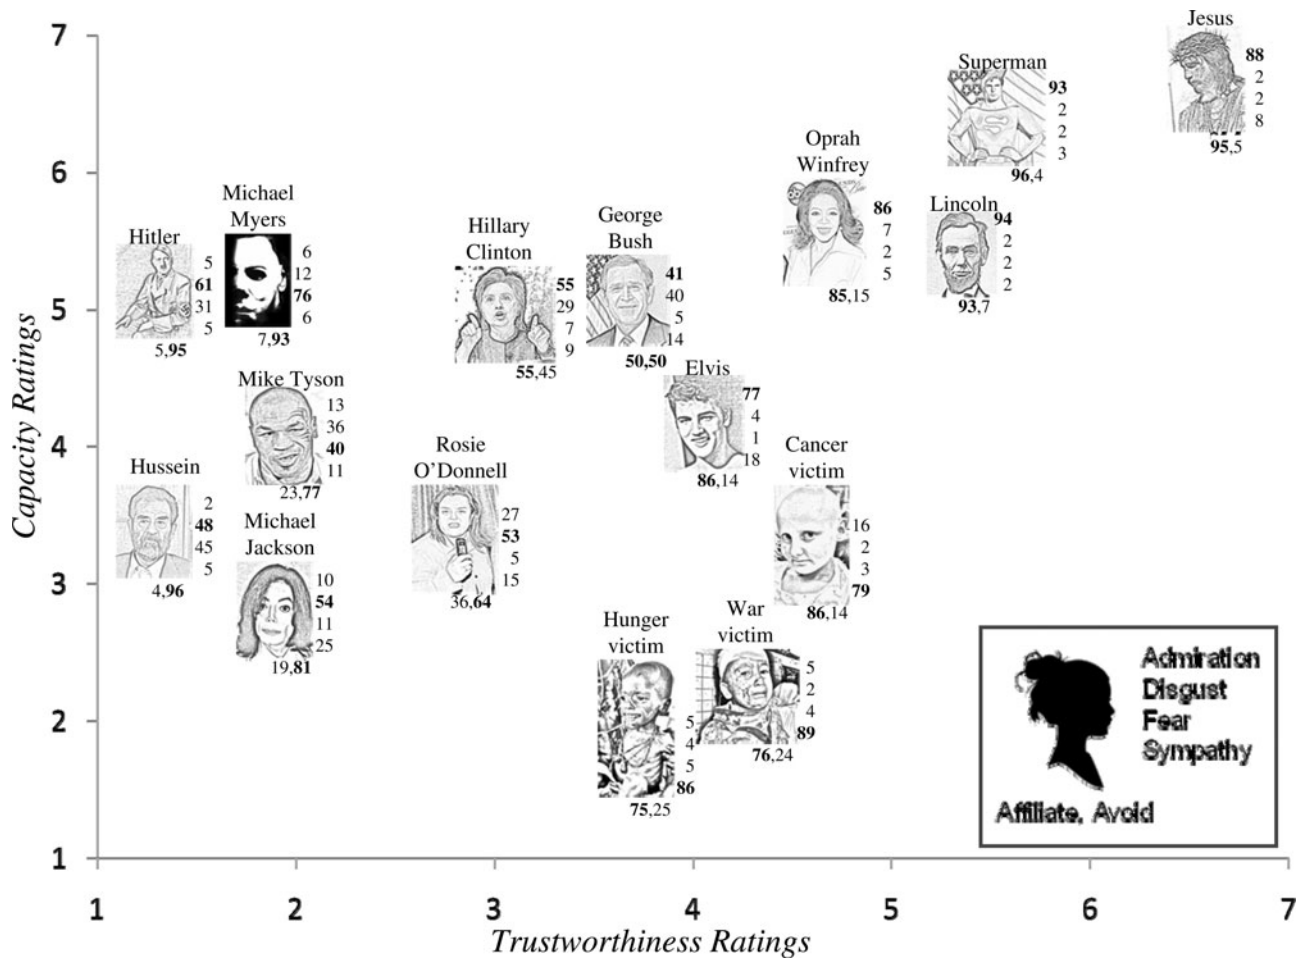 7
6
5
4
3
2
1
Capacity Ratings
Jesus
88
2
2
8
95,5
Superman
93
2
2
3
96,4
Oprah
Winfrey
86
7
2
5
85,15
Lincoln
94
2
2
2
93,7
Michael
Myers
6
12
76
6
7,93
Hitler
5
61
31
5
5,95
Hillary
Clinton
55
29
7
9
55,45
George
Bush
41
40
5
14
50,50
Mike Tyson
13
36
40
11
23,77
Elvis
77
4
1
18
86,14
Hussein
2
48
45
5
4,96
Michael
Jackson
10
54
11
25
19,81
Rosie
O'Donnell
27
53
5
15
36,64
Cancer
victim
16
2
3
79
86,14
Hunger
victim
5
4
5
86
75,25
War
victim
5
2
4
89
76,24
Admiration
Disgust
Fear
Sympathy
Affiliate, Avoid
1 2 3 4 5 6 7
Trustworthiness Ratings